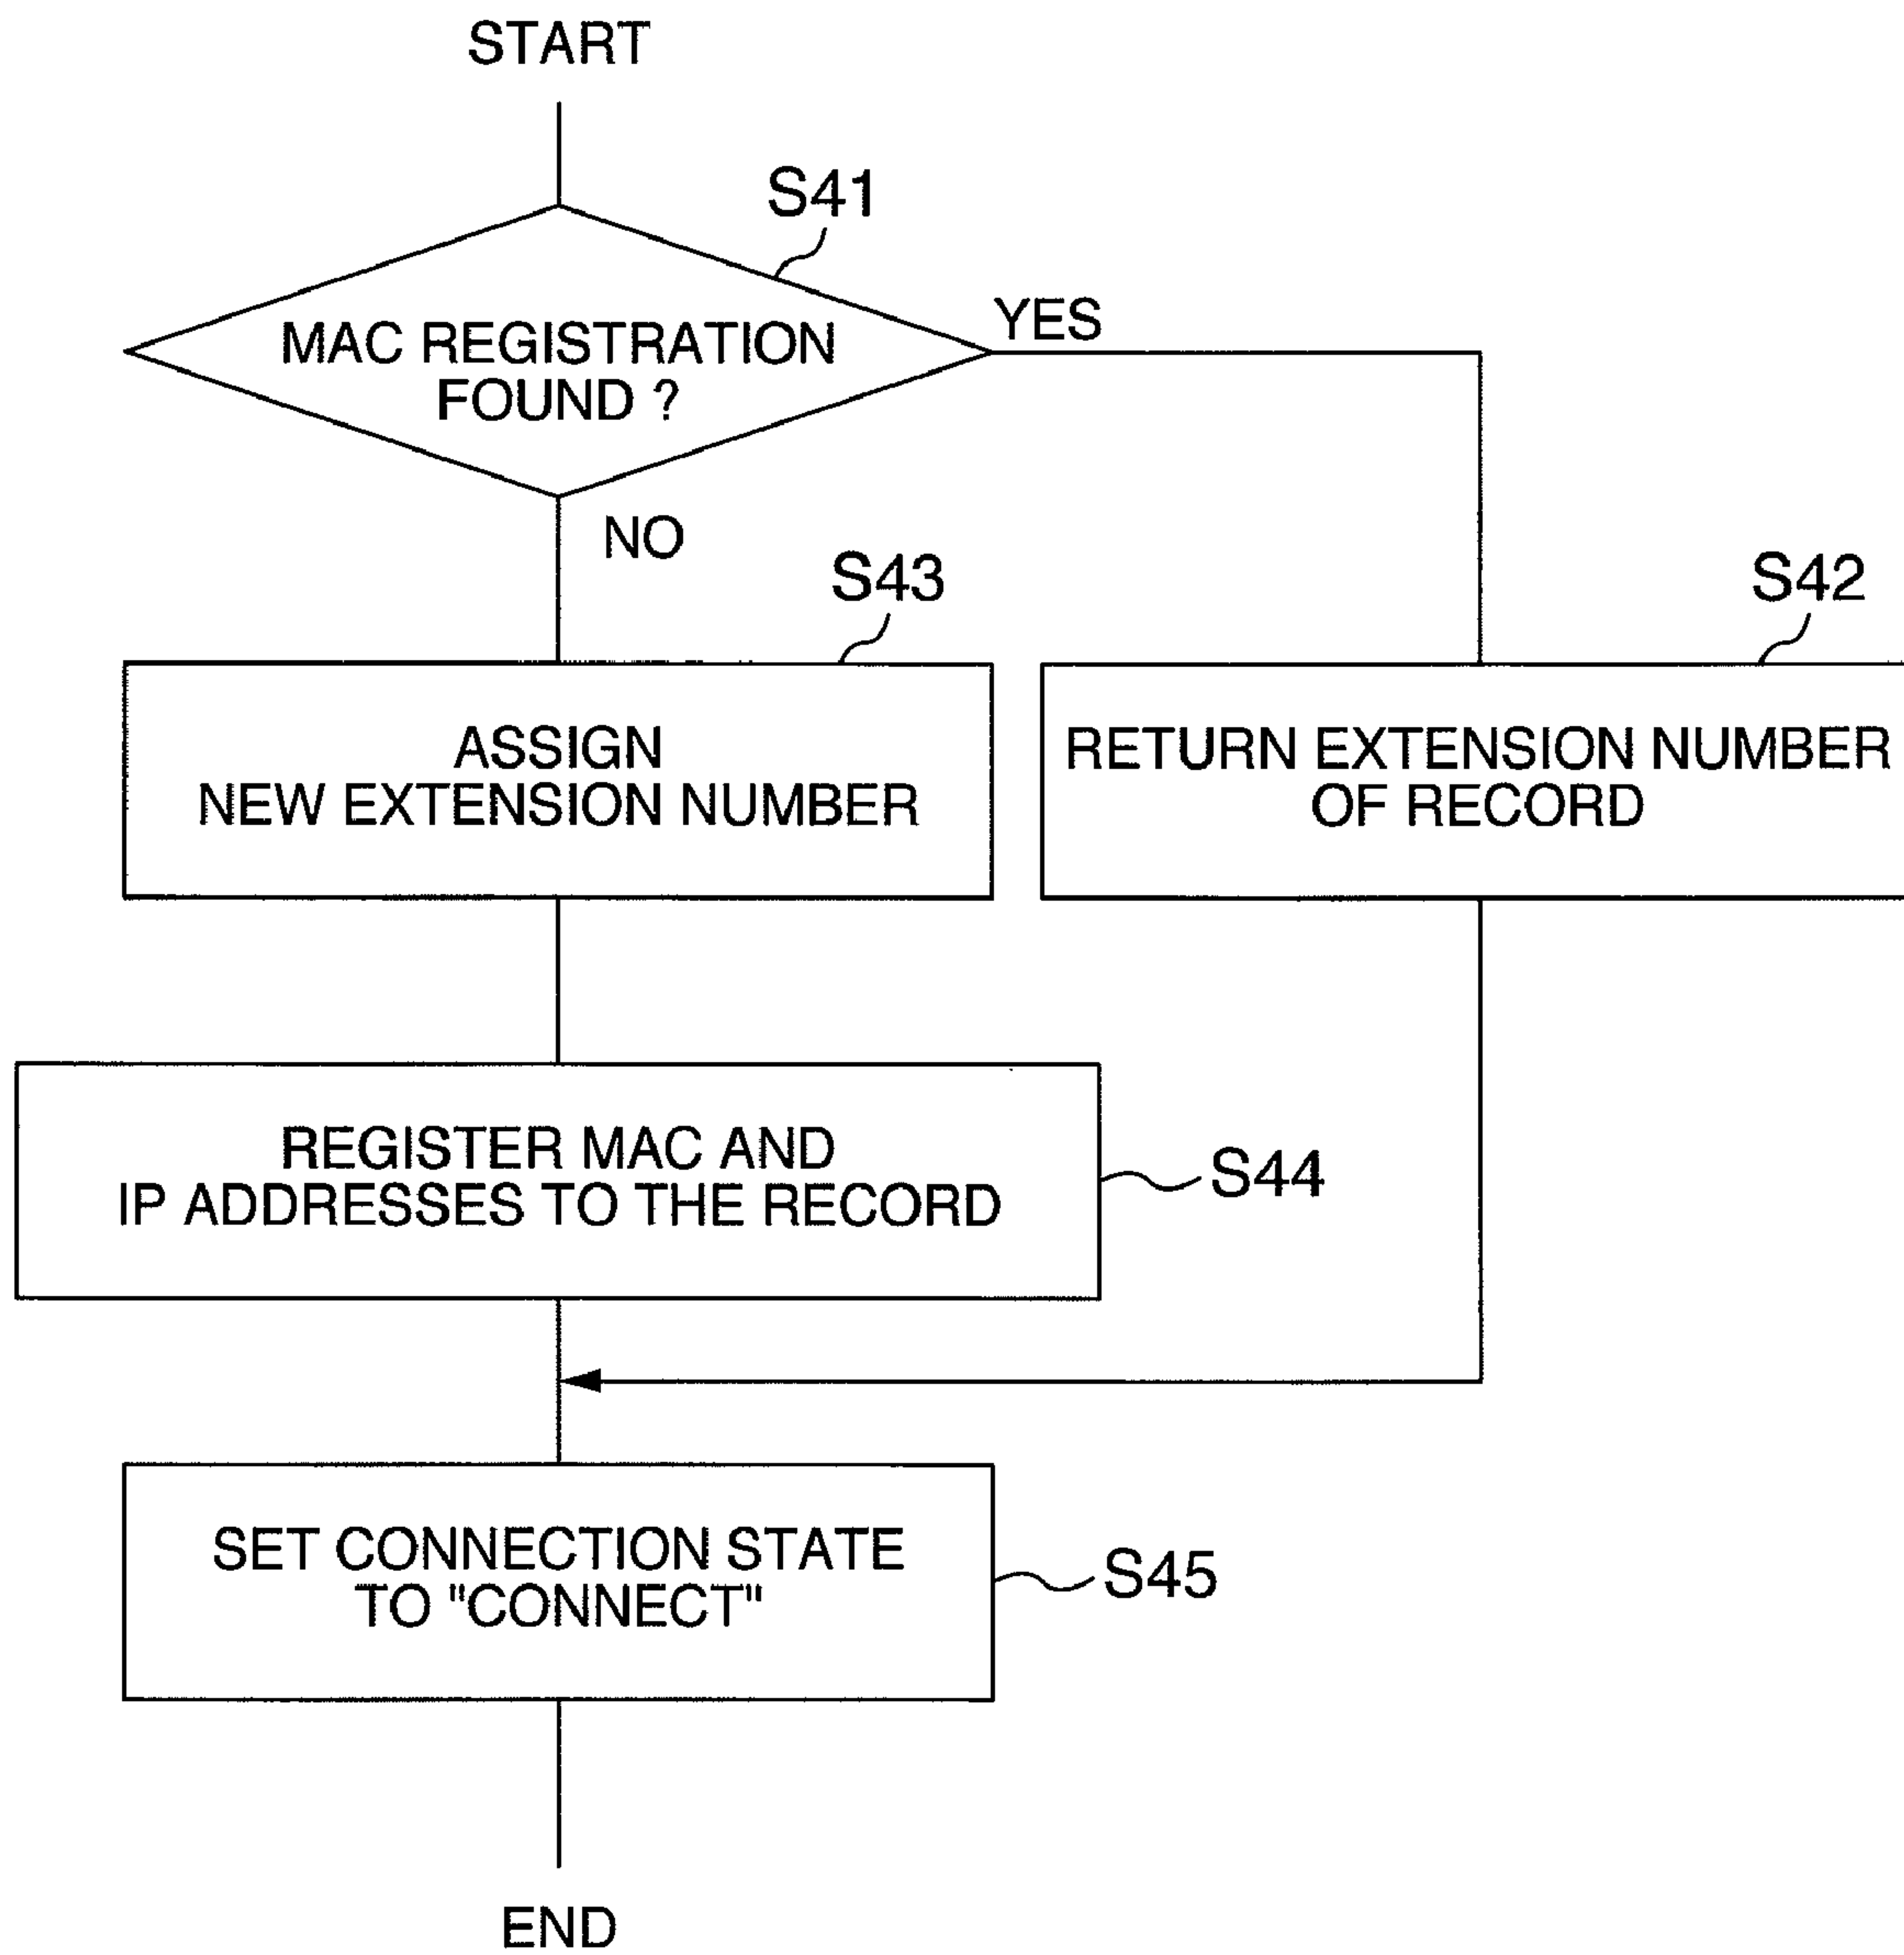 START
S41
MAC REGISTRATION
FOUND ?
YES
NO
S43
S42
ASSIGN
NEW EXTENSION NUMBER
RETURN EXTENSION NUMBER
OF RECORD
REGISTER MAC AND
IP ADDRESSES TO THE RECORD
S44
SET CONNECTION STATE
TO "CONNECT"
S45
END